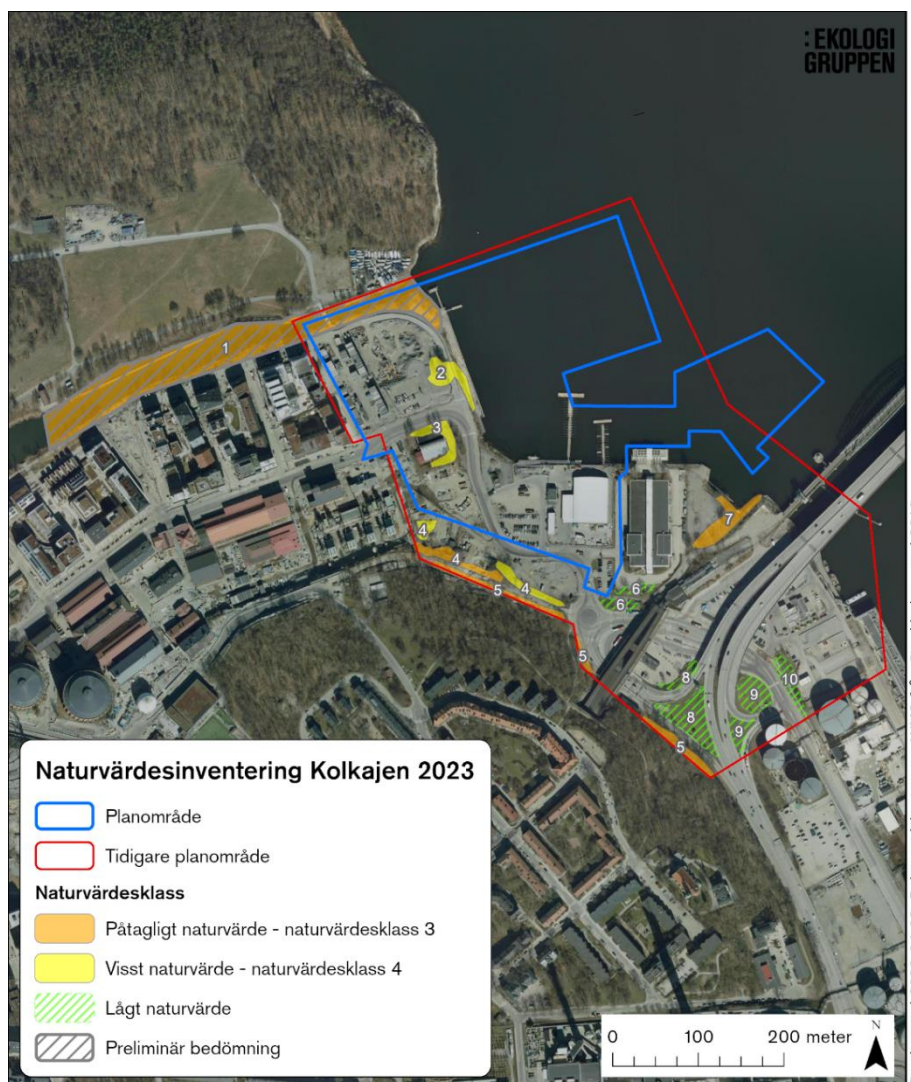 : EKOLOGI
GRUPPEN
1
2
3
4
4
4
5
5
5
6
6
7
8
8
9
9
10
Naturvärdesinventering Kolkajen 2023
Planområde
Tidigare planområde
Naturvärdesklass
Påtagligt naturvärde - naturvärdesklass 3
Visst naturvärde - naturvärdesklass 4
Lågt naturvärde
Preliminär bedömning
0 100 200 meter
N